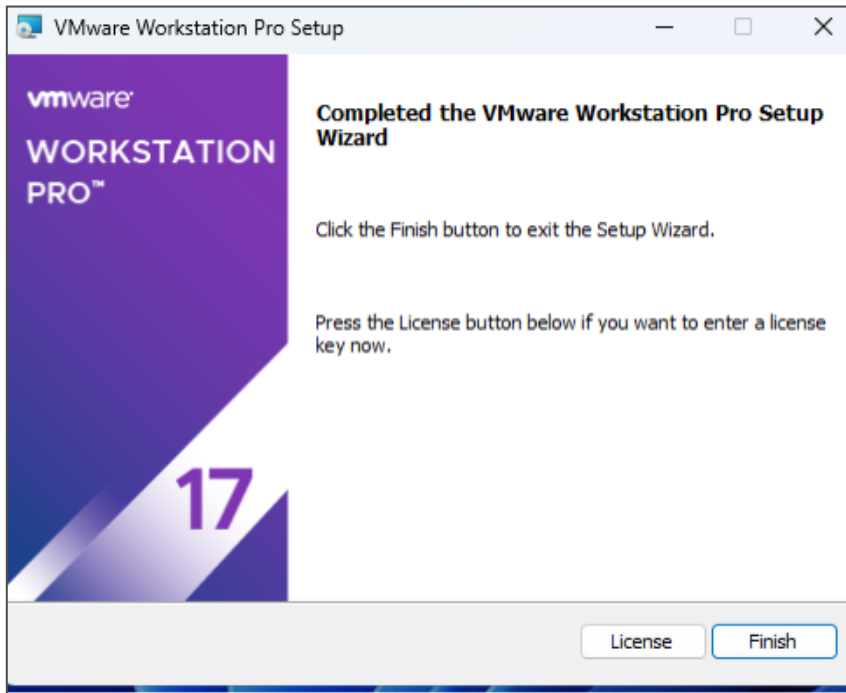 VMware Workstation Pro Setup
vmware®
WORKSTATION
PRO™
Completed the VMware Workstation Pro Setup
Wizard
Click the Finish button to exit the Setup Wizard.
Press the License button below if you want to enter a license
key now.
17
License
Finish